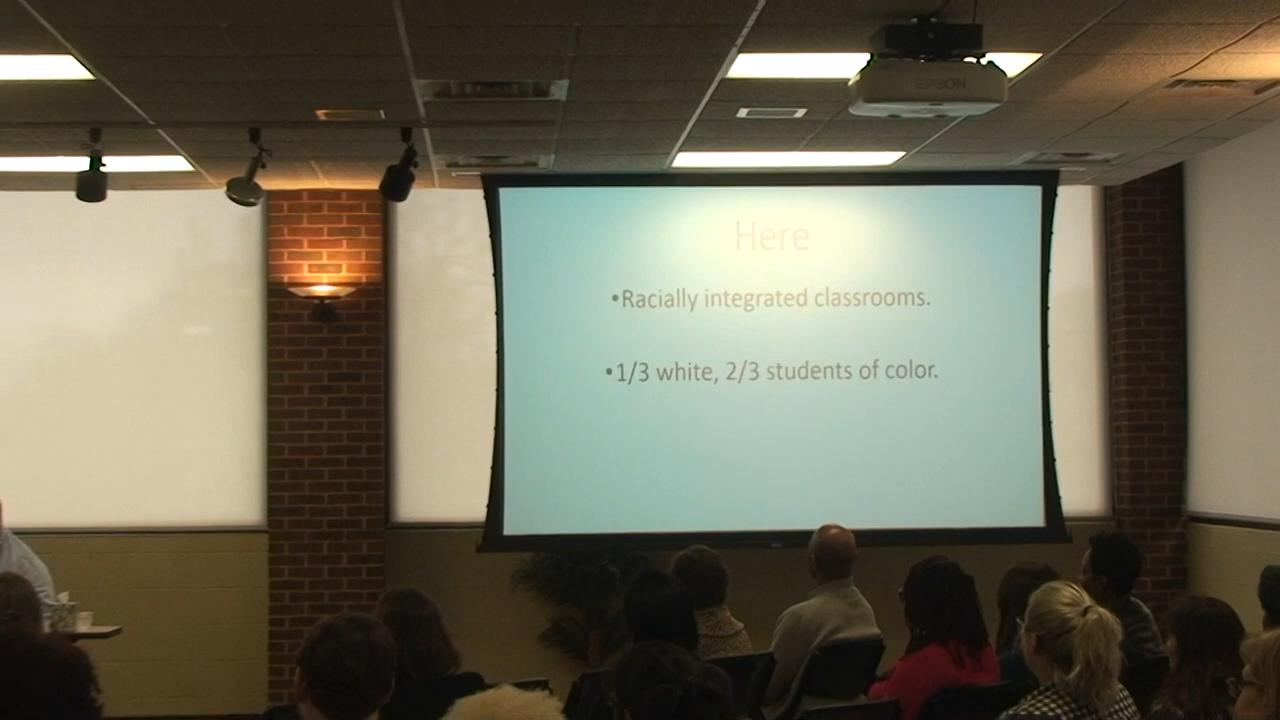 EPSON
Here
•Racially integrated classrooms.
•1/3 white, 2/3 students of color.